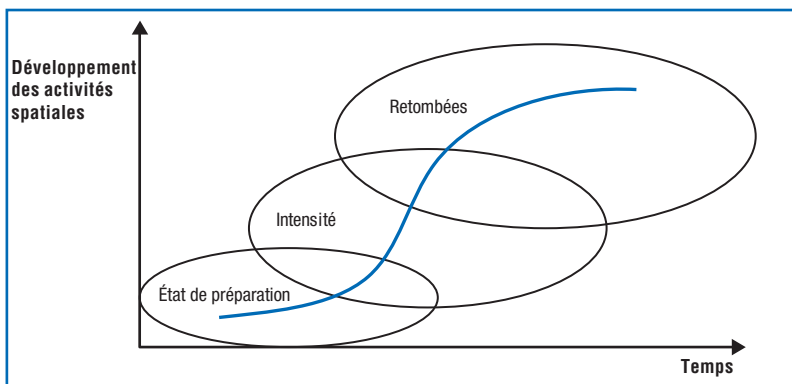 Développement
des activités
spatiales
Retombées
Intensité
État de préparation
Temps